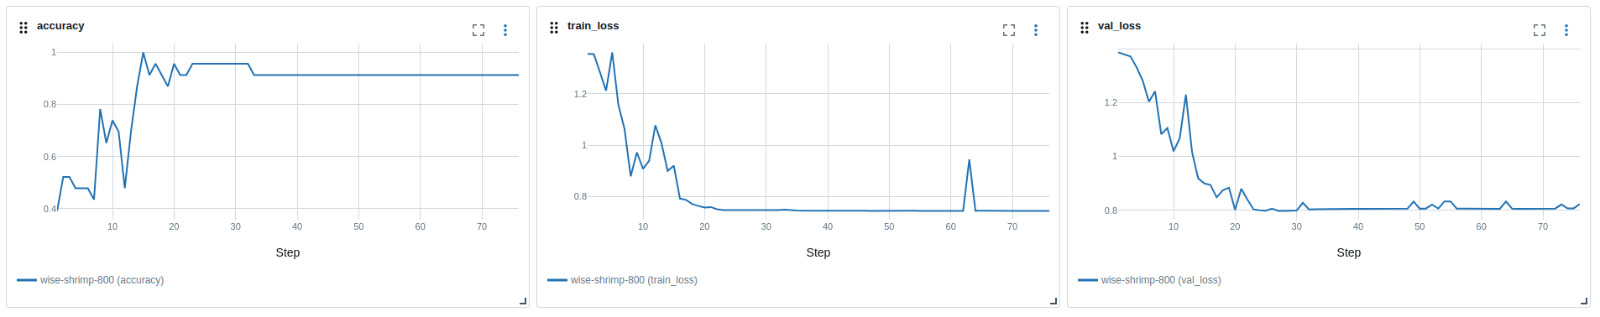 accuracy
1
0.8
0.6
0.4
10 20 30 40 50 60 70
Step
wise-shrimp-800 (accuracy)
train_loss
1.2
1
0.8
10 20 30 40 50 60 70
Step
wise-shrimp-800 (train_loss)
val_loss
1.2
1
0.8
10 20 30 40 50 60 70
Step
wise-shrimp-800 (val_loss)